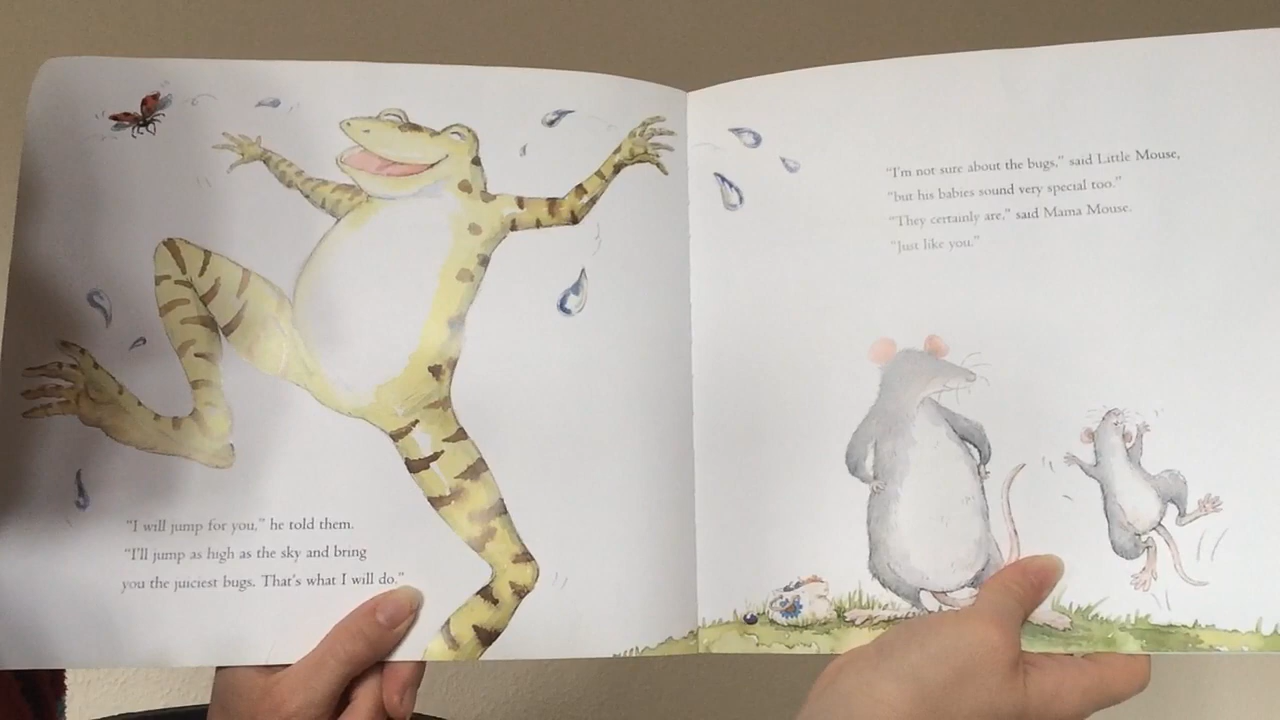 "I will jump for you," he told them.
"I'll jump as high as the sky and bring
you the juiciest bugs. That's what I will do."
"I'm not sure about the bugs," said Little Mouse,
"but his babies sound very special too."
"They certainly are," said Mama Mouse.
"Just like you."